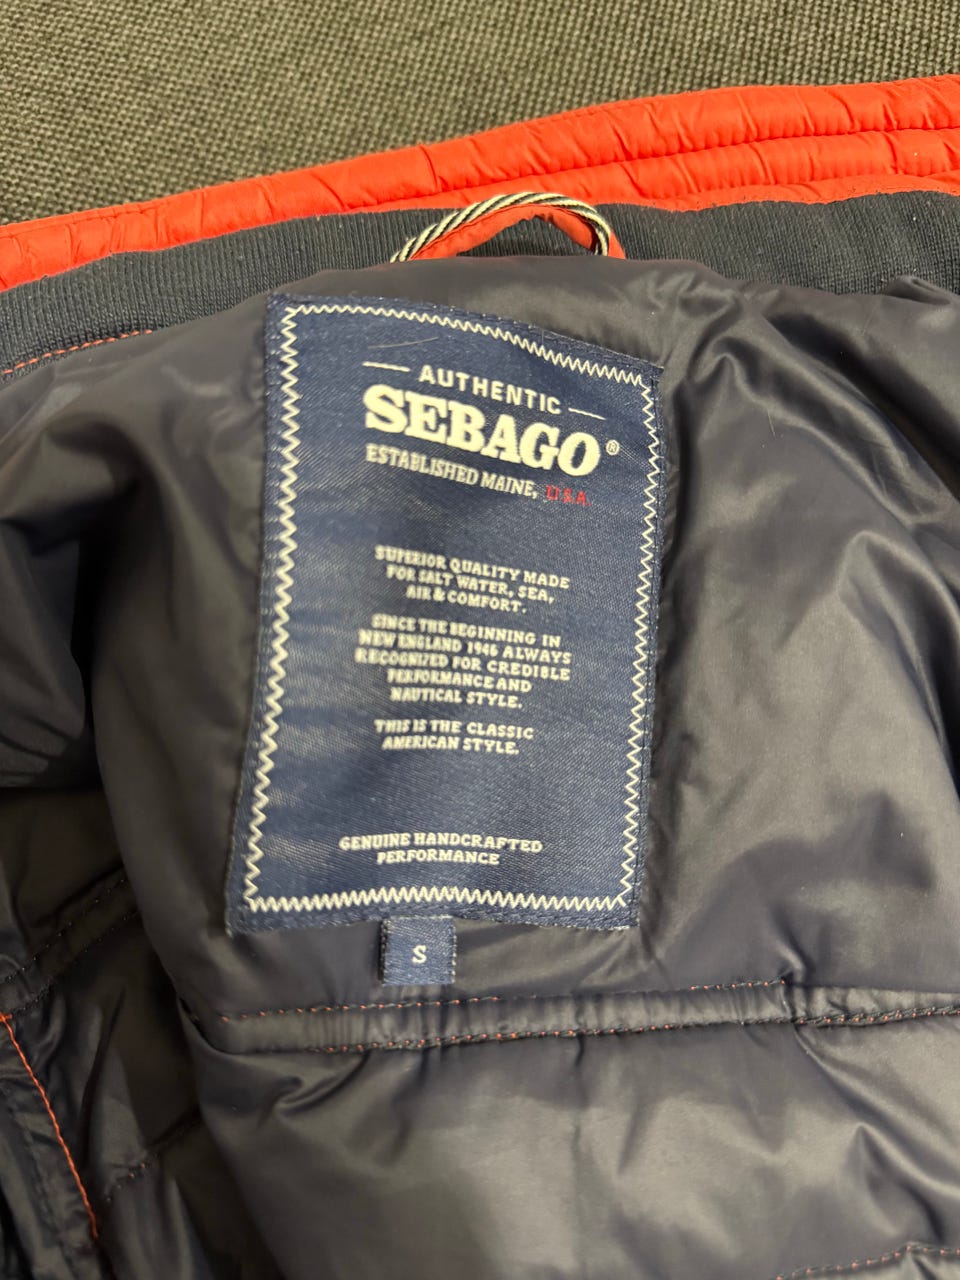 — AUTHENTIC —
SEBAGO®
ESTABLISHED MAINE, U.S.A.
SUPERIOR QUALITY MADE
FOR SALT WATER, SEA,
AIR & COMFORT.
SINCE THE BEGINNING IN
NEW ENGLAND 1946 ALWAYS
RECOGNIZED FOR CREDIBLE
PERFORMANCE AND
NAUTICAL STYLE.
THIS IS THE CLASSIC
AMERICAN STYLE.
GENUINE HANDCRAFTED
PERFORMANCE
S